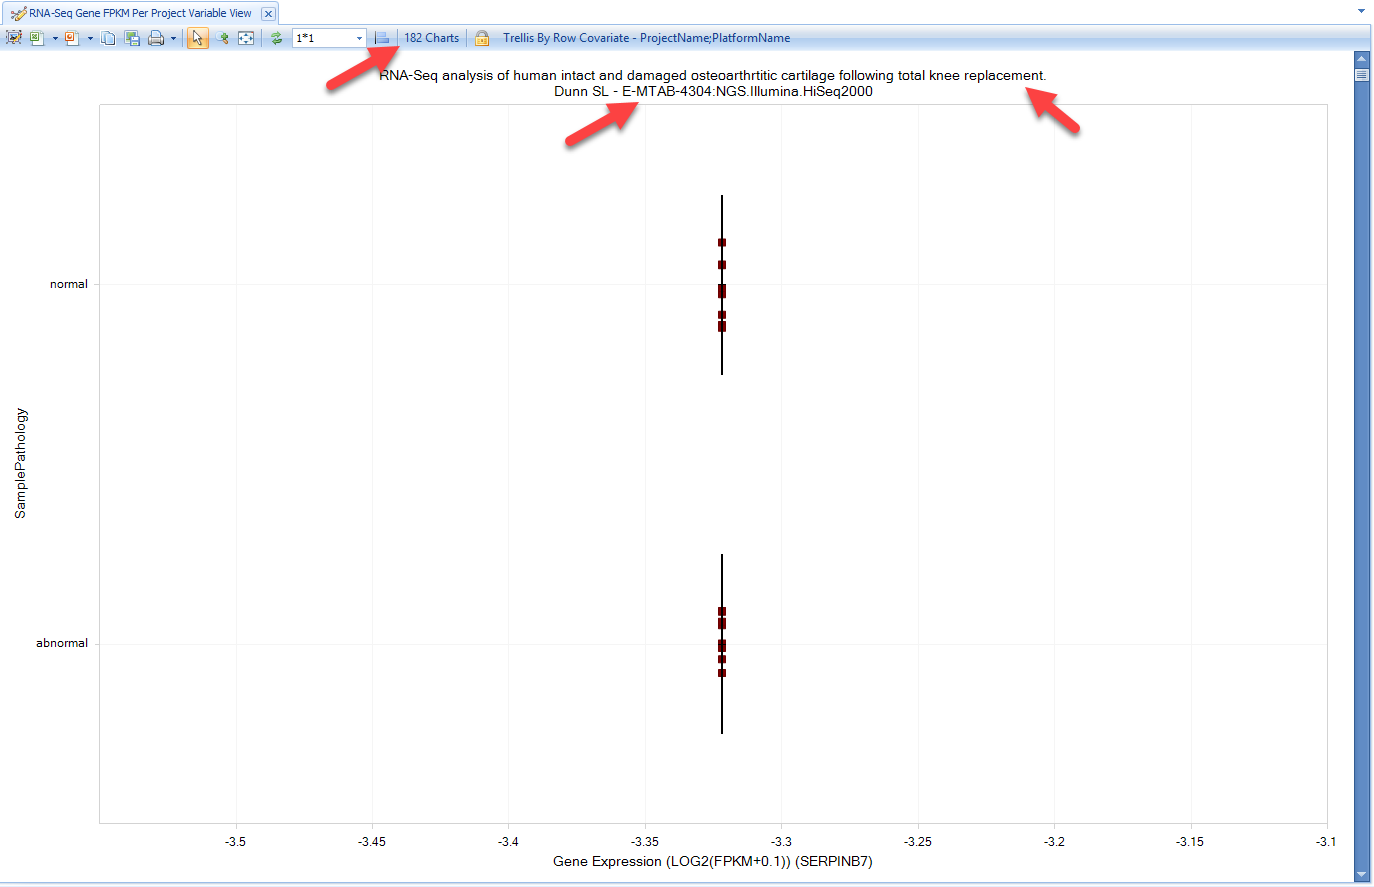 RNA-Seq Gene FPKM Per Project Variable View
1*1
182 Charts
Trellis By Row Covariate - ProjectName;PlatformName
RNA-Seq analysis of human intact and damaged osteoarthrtitic cartilage following total knee replacement.
Dunn SL - E-MTAB-4304:NGS.Illumina.HiSeq2000
normal
SamplePathology
abnormal
-3.5 -3.45 -3.4 -3.35 -3.3 -3.25 -3.2 -3.15 -3.1
Gene Expression (LOG2(FPKM+0.1)) (SERPINB7)